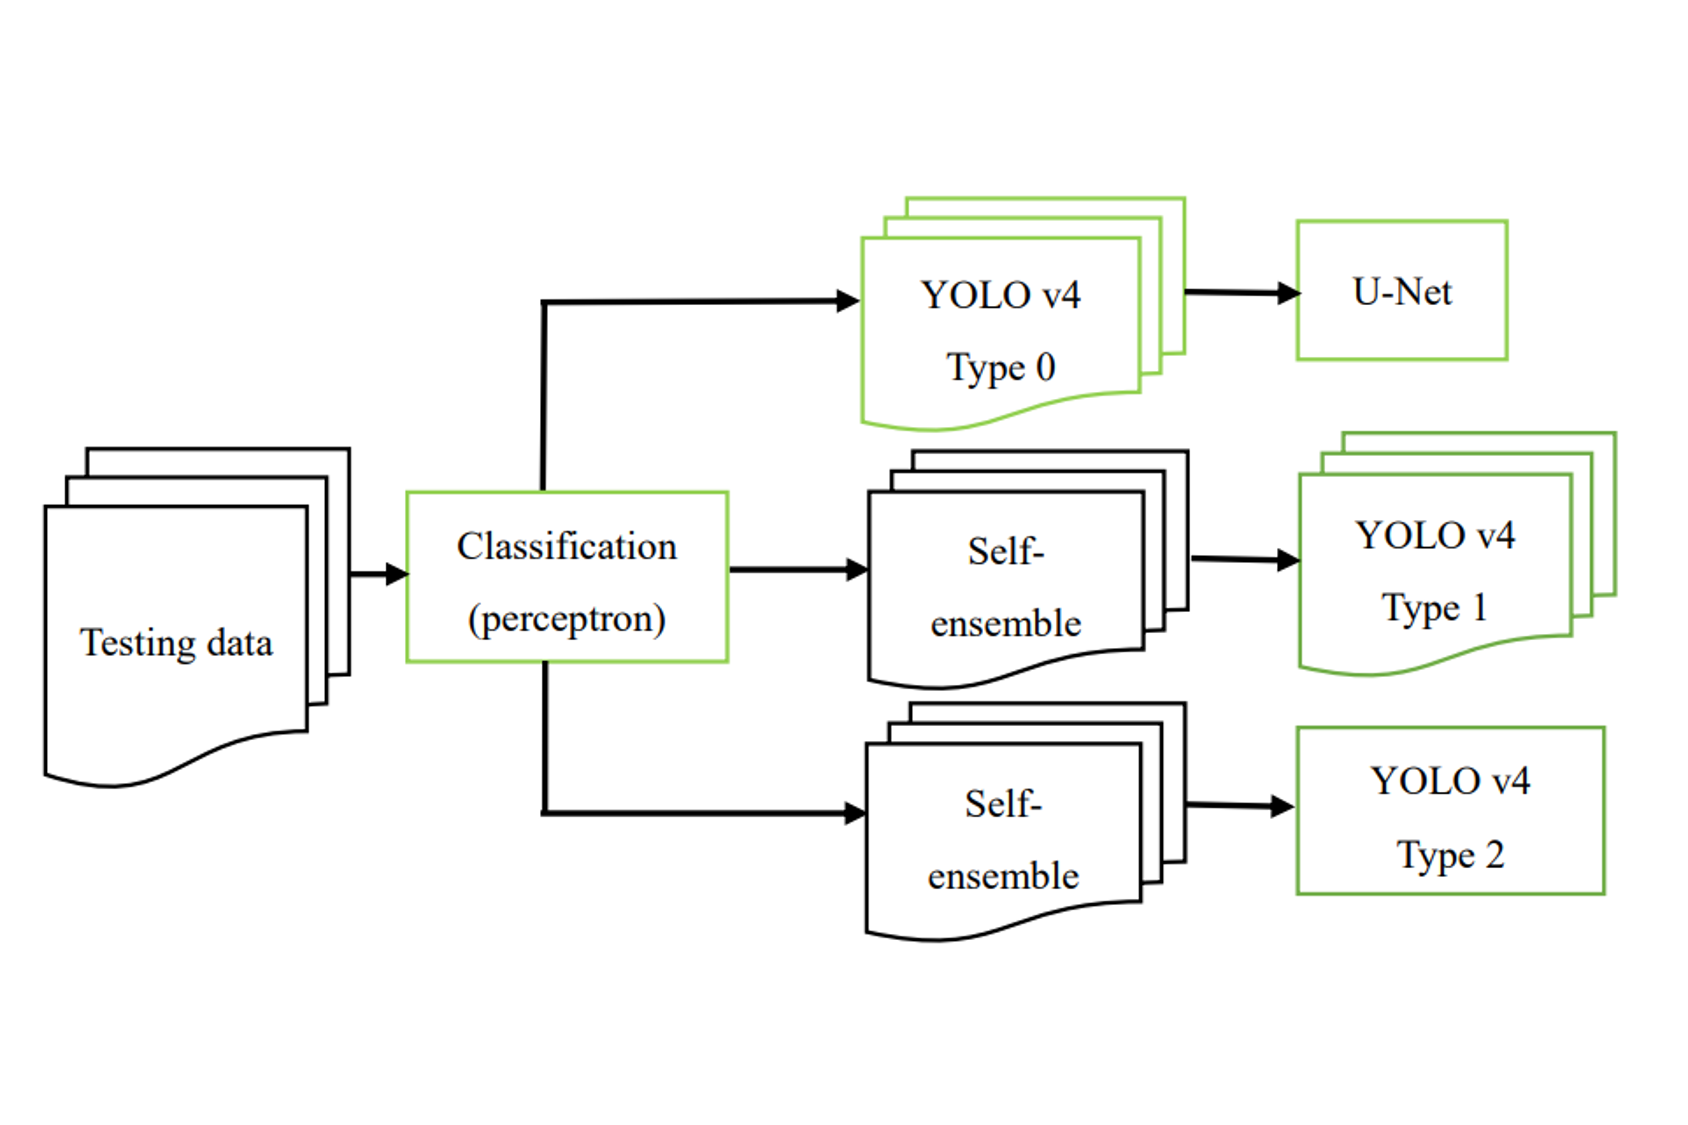 YOLO v4
Type 0
U-Net
Testing data
Classification
(perceptron)
Self-
ensemble
YOLO v4
Type 1
Self-
ensemble
YOLO v4
Type 2